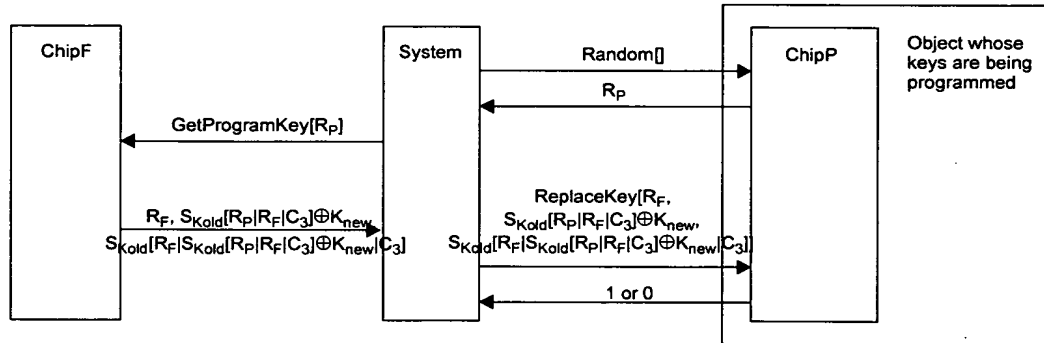 ChipF
System
ChipP
Object whose
keys are being
programmed
Random[]
R_P
GetProgramKey[R_P]
R_F, S_Kold[R_P|R_F|C_3]⊕K_new
S_Kold[R_F|S_Kold[R_P|R_F|C_3]⊕K_new|C_3]
ReplaceKey[R_F,
S_Kold[R_P|R_F|C_3]⊕K_new,
S_Kold[R_F|S_Kold[R_P|R_F|C_3]⊕K_new|C_3]]
1 or 0